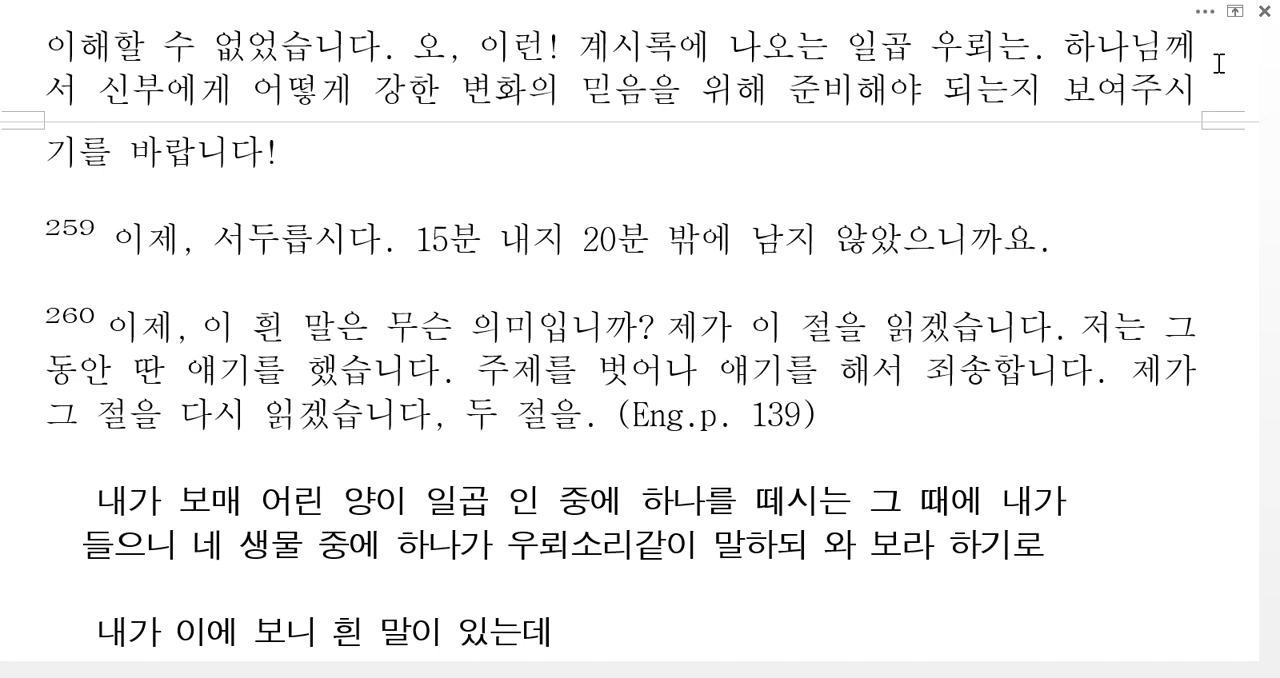 이해할 수 없었습니다. 오, 이런! 계시록에 나오는 일곱 우뢰는. 하나님께
서 신부에게 어떻게 강한 변화의 믿음을 위해 준비해야 되는지 보여주시
기를 바랍니다!
259 이제, 서두릅시다. 15분 내지 20분 밖에 남지 않았으니까요.
260 이제, 이 흰 말은 무슨 의미입니까? 제가 이 절을 읽겠습니다. 저는 그
동안 딴 얘기를 했습니다. 주제를 벗어나 얘기를 해서 죄송합니다. 제가
그 절을 다시 읽겠습니다, 두 절을. (Eng.p. 139)
내가 보매 어린 양이 일곱 인 중에 하나를 떼시는 그 때에 내가
들으니 네 생물 중에 하나가 우뢰소리같이 말하되 와 보라 하기로
내가 이에 보니 흰 말이 있는데